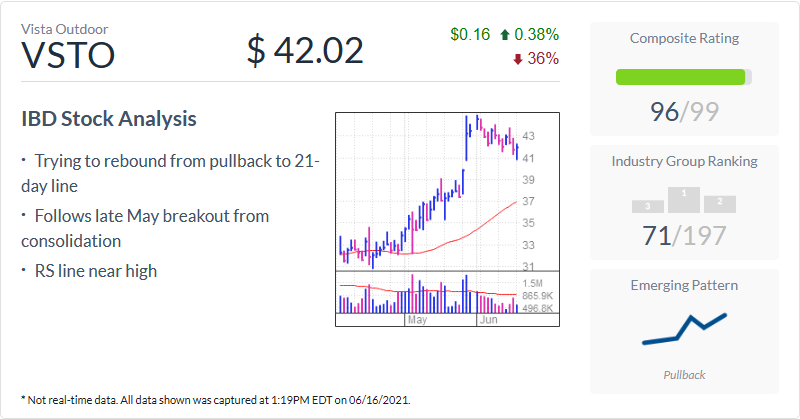 Vista Outdoor
VSTO
$ 42.02
$0.16 0.38%
36%
IBD Stock Analysis
· Trying to rebound from pullback to 21-
day line
· Follows late May breakout from
consolidation
· RS line near high
43
41
39
37
35
33
31
1.5M
865.9K
496.8K
May Jun
Composite Rating
96/99
Industry Group Ranking
3 1 2
71/197
Emerging Pattern
Pullback
* Not real-time data. All data shown was captured at 1:19PM EDT on 06/16/2021.